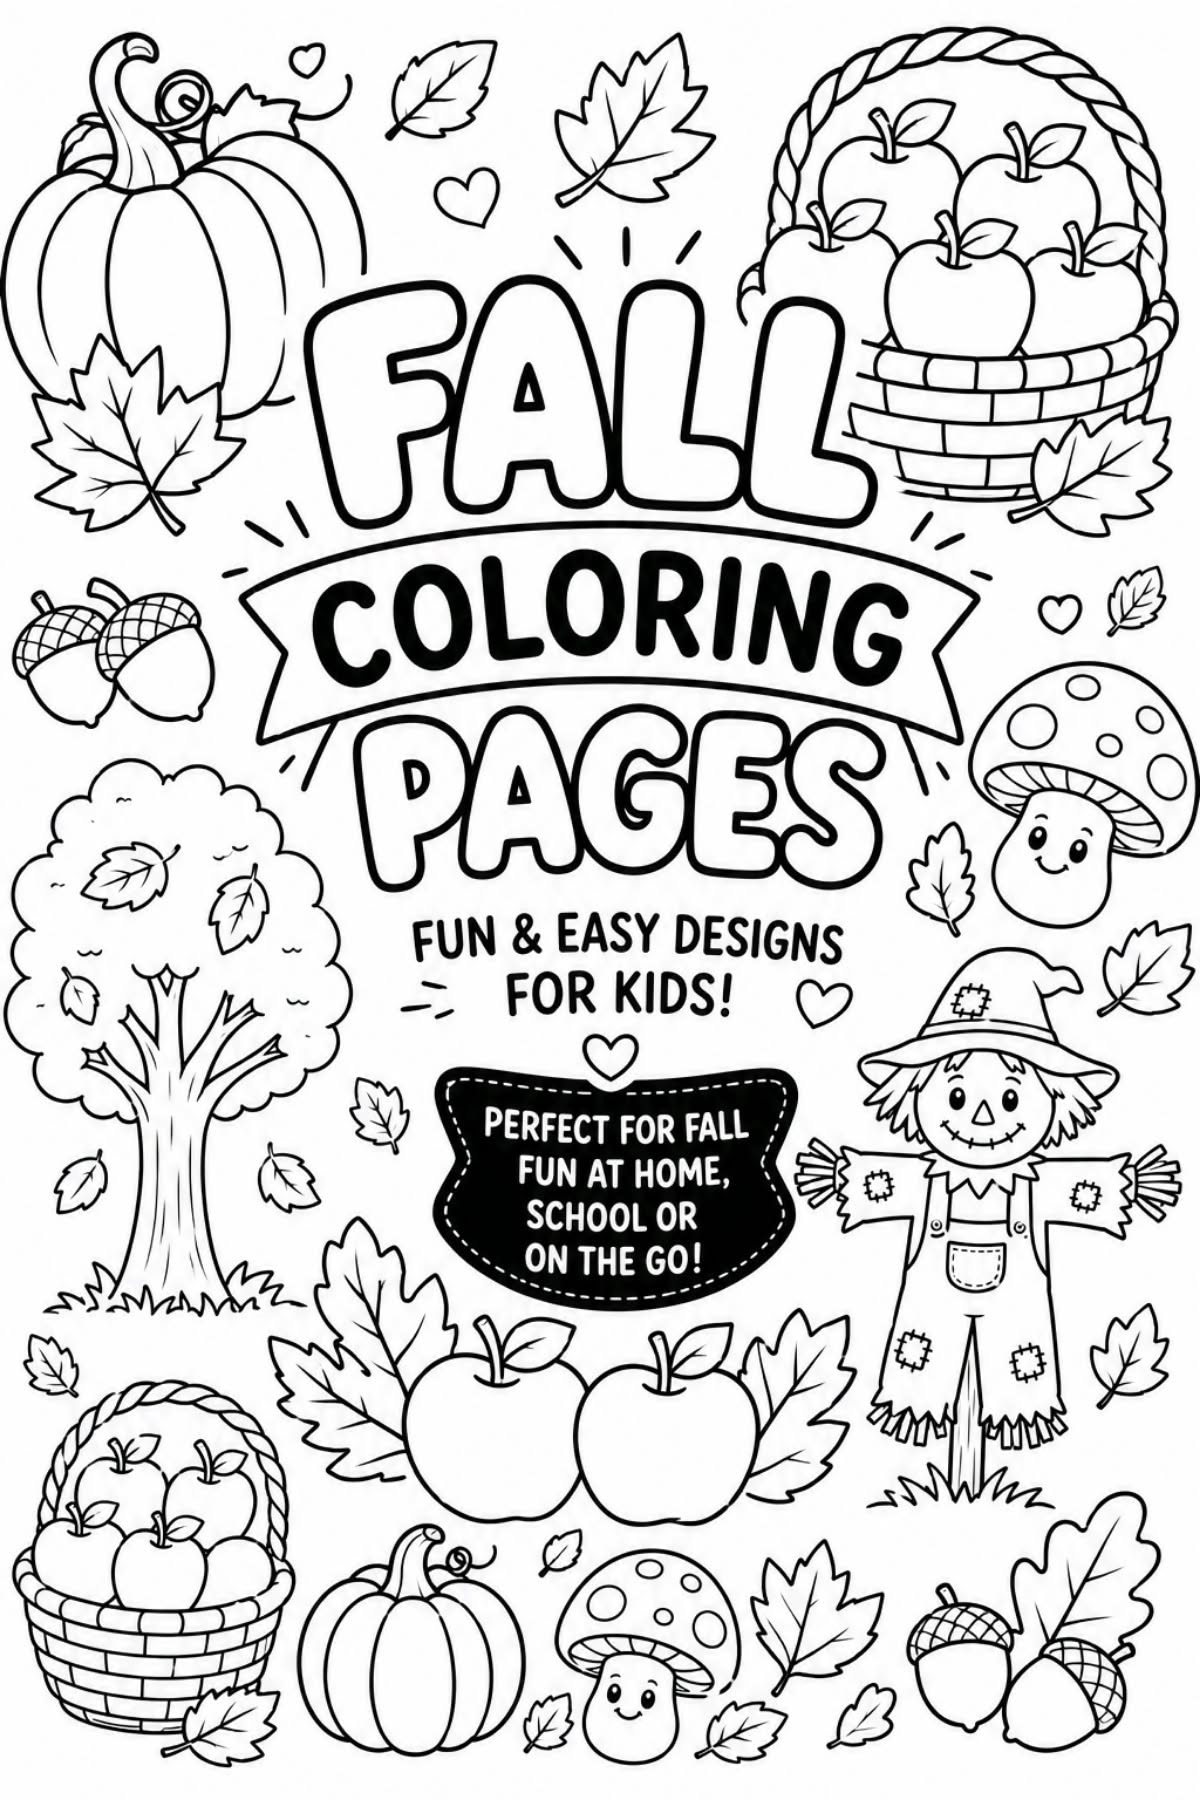 FALL
COLORING
PAGES
FUN & EASY DESIGNS
FOR KIDS!
PERFECT FOR FALL
FUN AT HOME,
SCHOOL OR
ON THE GO!